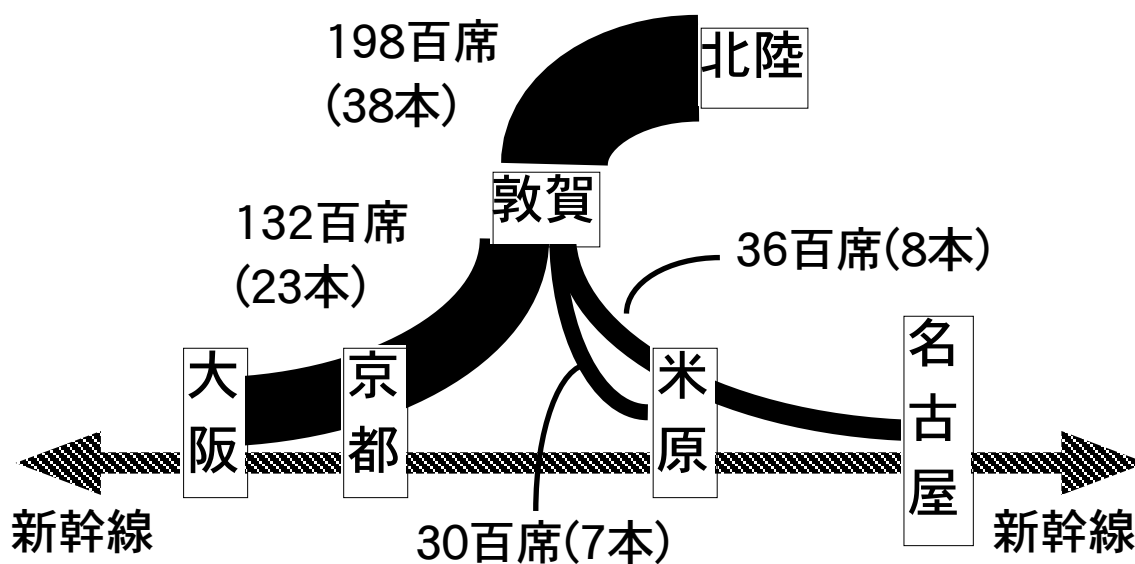 198百席
(38本)
北陸
敦賀
132百席
(23本)
36百席(8本)
大阪
京都
米原
名古屋
30百席(7本)
新幹線
新幹線